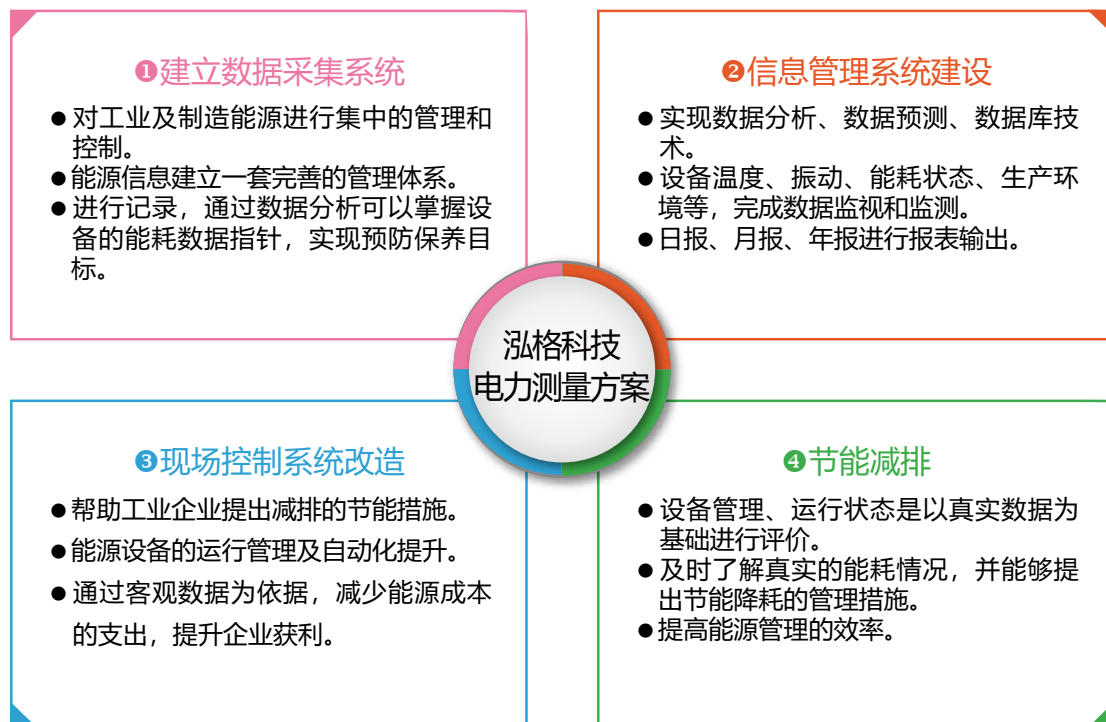 ❶建立数据采集系统
●对工业及制造能源进行集中的管理和
控制。
●能源信息建立一套完善的管理体系。
●进行记录，通过数据分析可以掌握设
备的能耗数据指针，实现预防保养目
标。
❷信息管理系统建设
●实现数据分析、数据预测、数据库技
术。
●设备温度、振动、能耗状态、生产环
境等，完成数据监视和监测。
●日报、月报、年报进行报表输出。
泓格科技
电力测量方案
❸现场控制系统改造
●帮助工业企业提出减排的节能措施。
●能源设备的运行管理及自动化提升。
●通过客观数据为依据，减少能源成本
的支出，提升企业获利。
❹节能减排
●设备管理、运行状态是以真实数据为
基础进行评价。
●及时了解真实的能耗情况，并能够提
出节能降耗的管理措施。
●提高能源管理的效率。